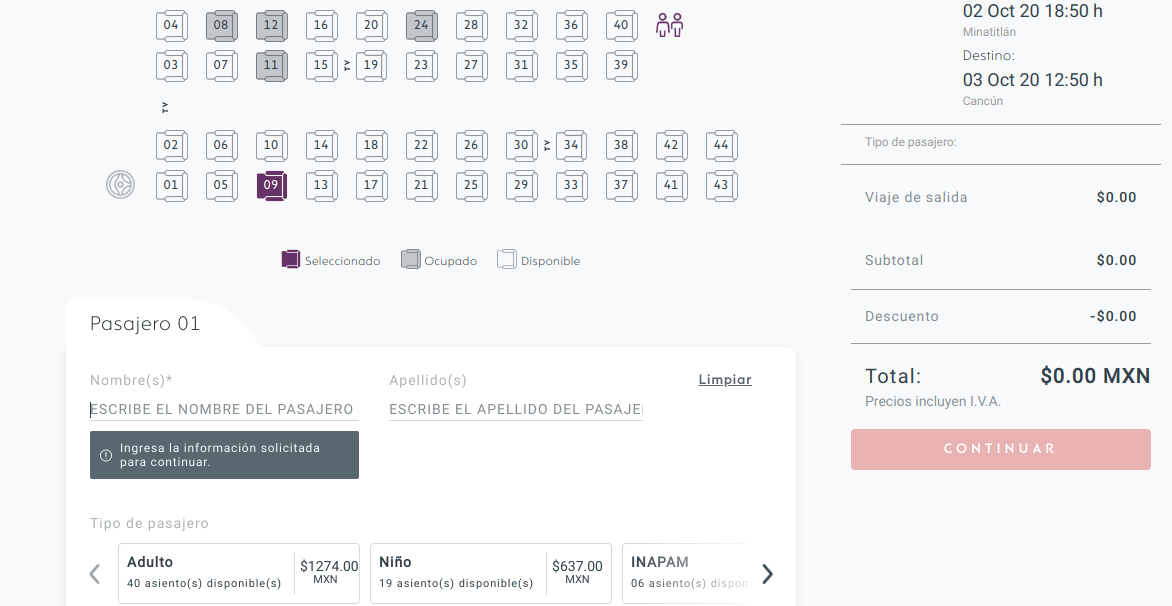 04 08 12 16 20 24 28 32 36 40
03 07 11 15 TV 19 23 27 31 35 39
TV
02 06 10 14 18 22 26 30 TV 34 38 42 44
01 05 09 13 17 21 25 29 33 37 41 43
Seleccionado Ocupado Disponible
Pasajero 01
Nombre(s)* Apellido(s) Limpiar
ESCRIBE EL NOMBRE DEL PASAJERO ESCRIBE EL APELLIDO DEL PASAJE
Ingresa la información solicitada
para continuar.
Tipo de pasajero
Adulto
40 asiento(s) disponible(s)
$1274.00
MXN
Niño
19 asiento(s) disponible(s)
$637.00
MXN
INAPAM
06 asiento(s) dispon
02 Oct 20 18:50 h
Minatitlán
Destino:
03 Oct 20 12:50 h
Cancún
Tipo de pasajero:
Viaje de salida $0.00
Subtotal $0.00
Descuento -$0.00
Total: $0.00 MXN
Precios incluyen I.V.A.
CONTINUAR